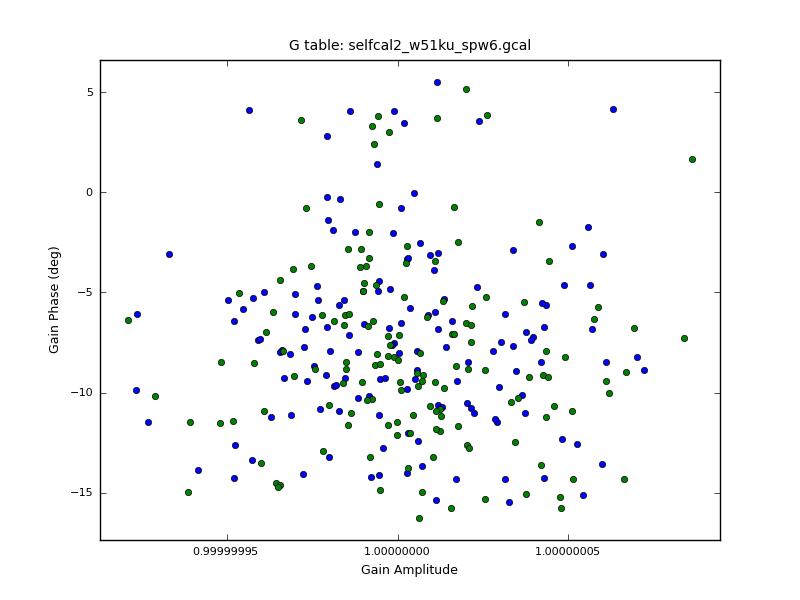 G table: selfcal2_w51ku_spw6.gcal
5
0
−5
−10
−15
Gain Phase (deg)
0.99999995
1.00000000
1.00000005
Gain Amplitude